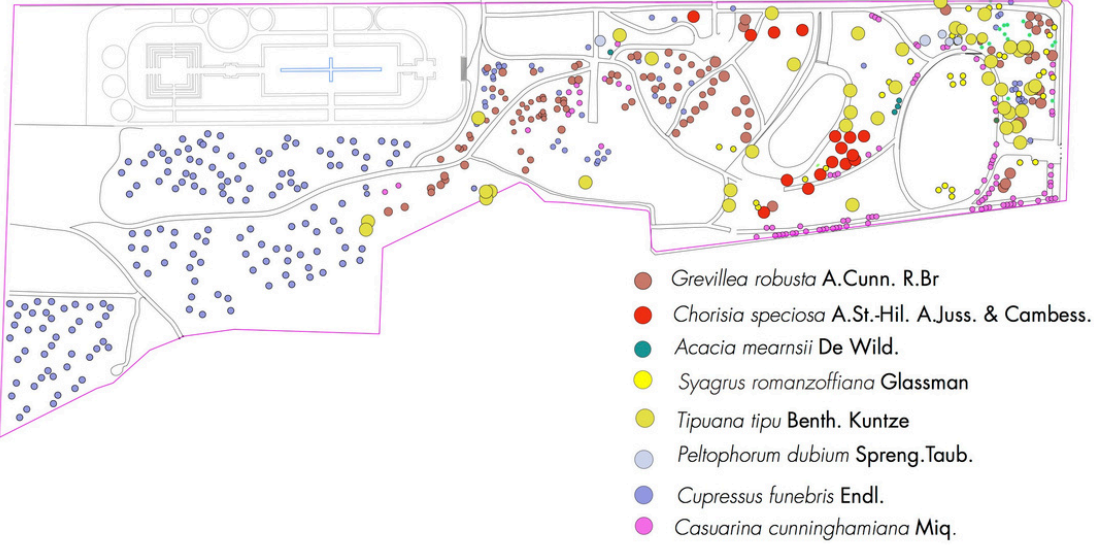 Grevillea robusta A.Cunn. R.Br
Chorisia speciosa A.St.-Hil. A.Juss. & Cambess.
Acacia mearnsii De Wild.
Syagrus romanzoffiana Glassman
Tipuana tipu Benth. Kuntze
Peltophorum dubium Spreng.Taub.
Cupressus funebris Endl.
Casuarina cunninghamiana Miq.